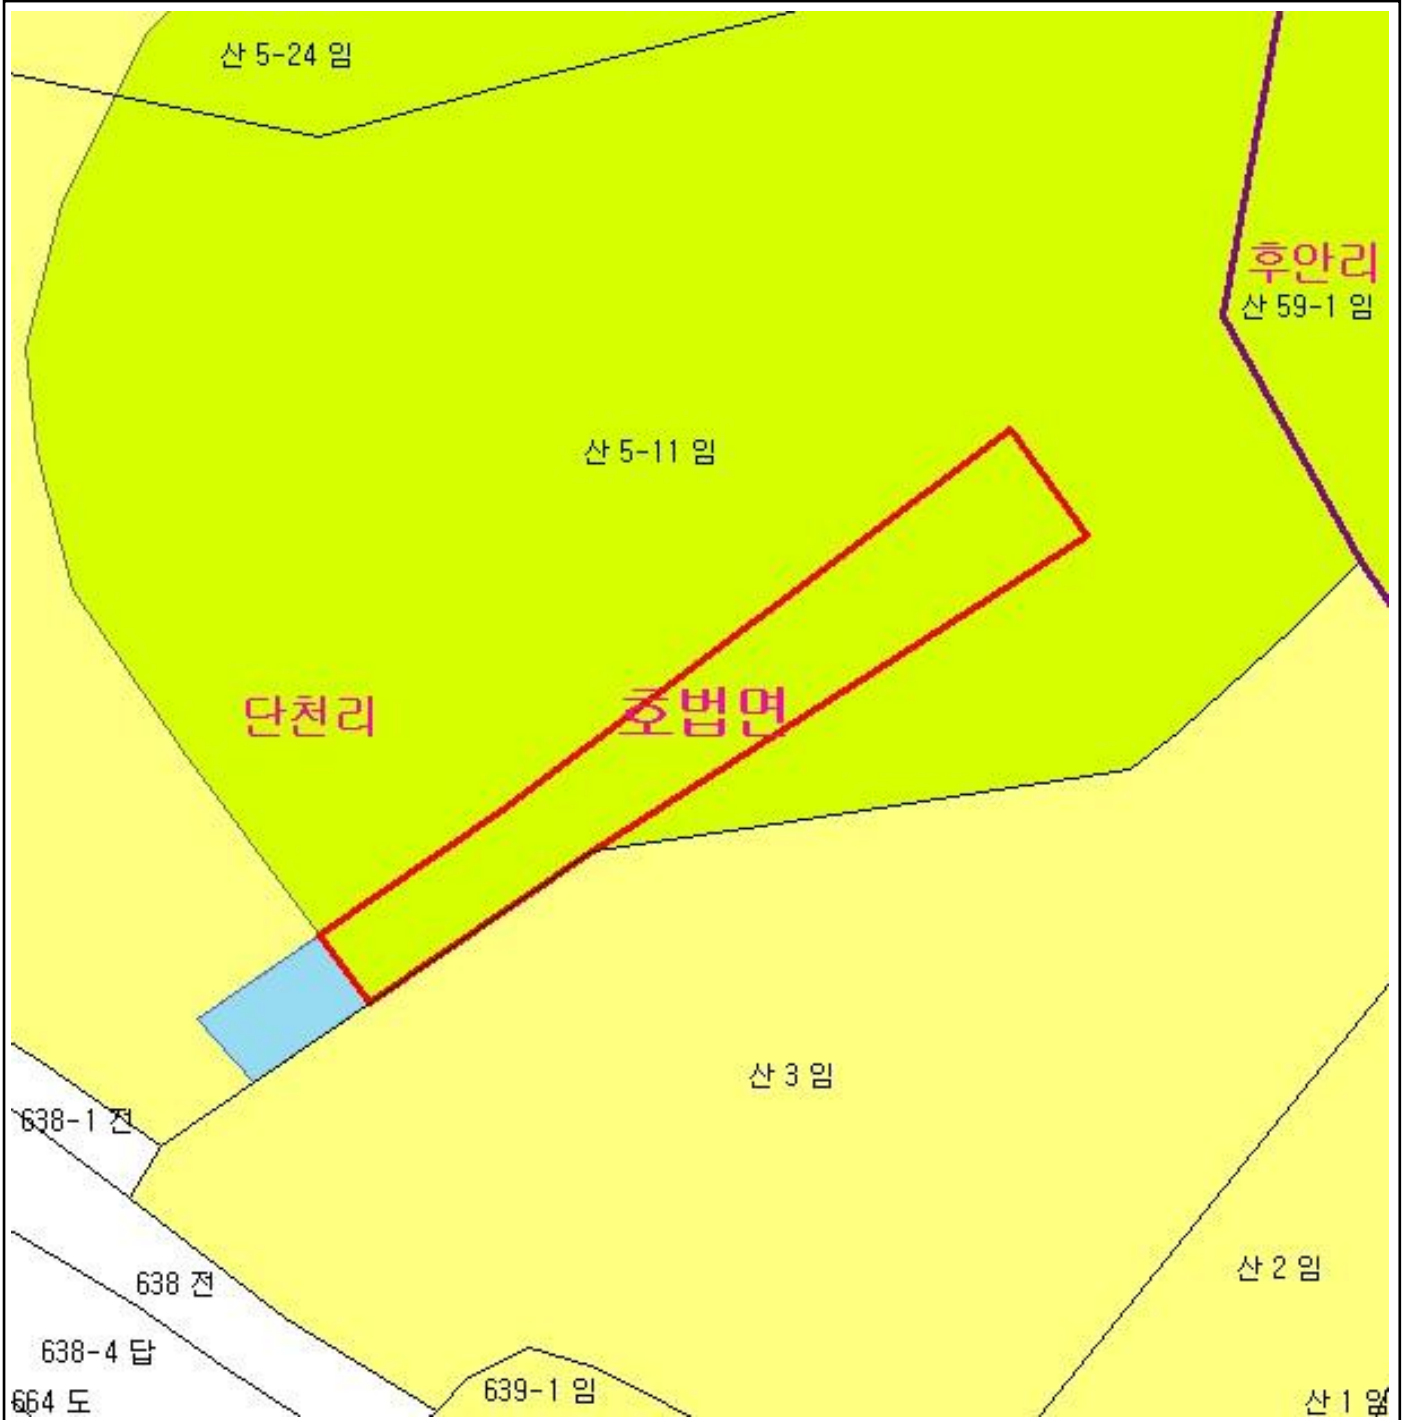 산 5-24 임
후안리
산 59-1 임
산 5-11 임
단천리
호법면
산 3 임
638-1 전
산 2 임
638 전
638-4 답
639-1 임
664 도
산 1 임